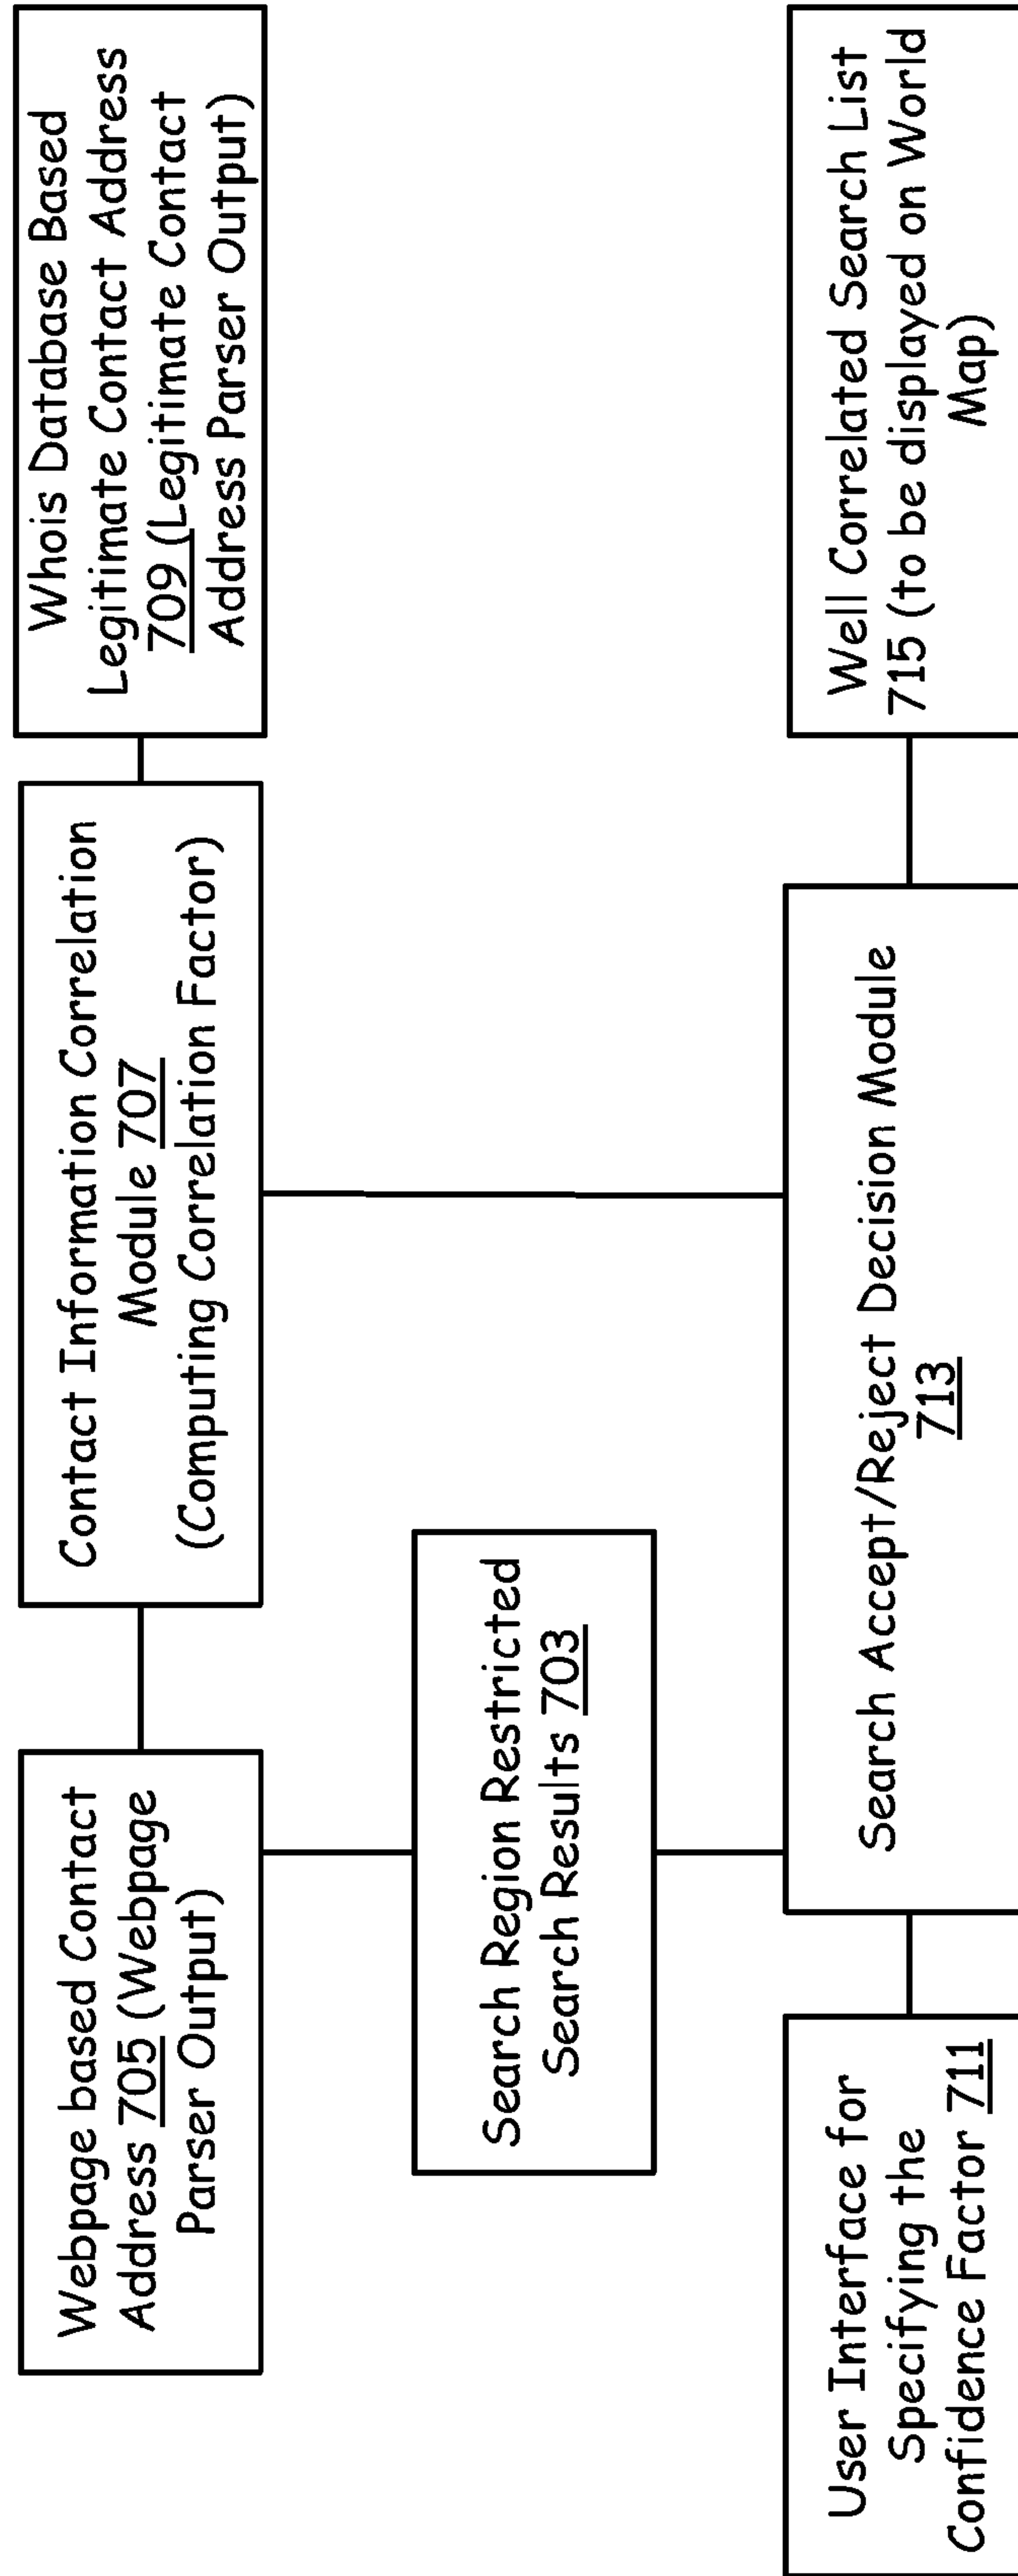 Webpage based Contact
Address 705 (Webpage
Parser Output)
Contact Information Correlation
Module 707
(Computing Correlation Factor)
Whois Database Based
Legitimate Contact Address
709 (Legitimate Contact
Address Parser Output)
Search Region Restricted
Search Results 703
User Interface for
Specifying the
Confidence Factor 711
Search Accept/Reject Decision Module
713
Well Correlated Search List
715 (to be displayed on World
Map)